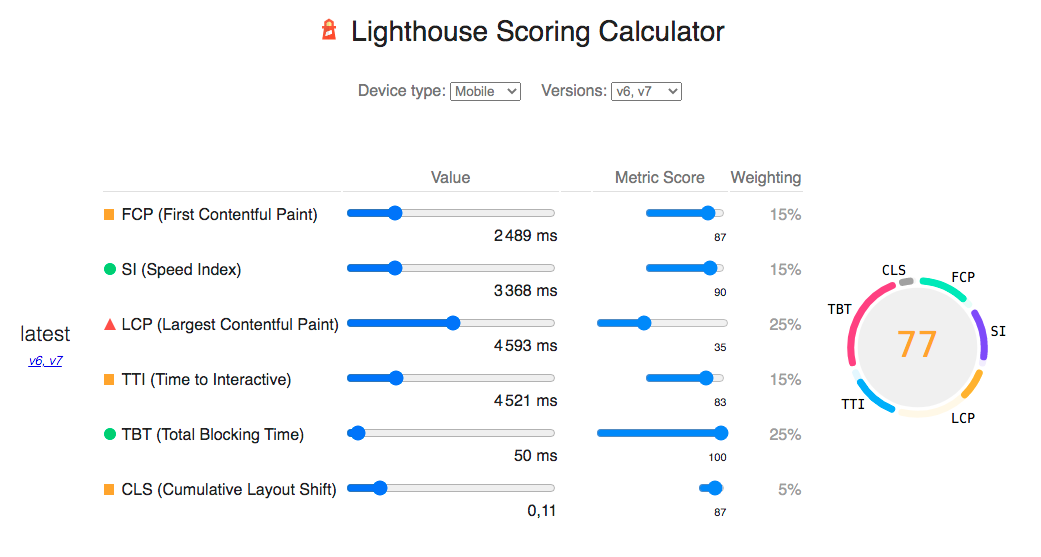 Lighthouse Scoring Calculator
Device type: Mobile Versions: v6, v7
Value Metric Score Weighting
FCP (First Contentful Paint) 15%
2 489 ms 87
SI (Speed Index) 15%
3 368 ms 90
LCP (Largest Contentful Paint) 25%
4 593 ms 35
TTI (Time to Interactive) 15%
4 521 ms 83
TBT (Total Blocking Time) 25%
50 ms 100
CLS (Cumulative Layout Shift) 5%
0,11 87
latest
v6, v7
CLS
FCP
TBT
SI
77
TTI
LCP